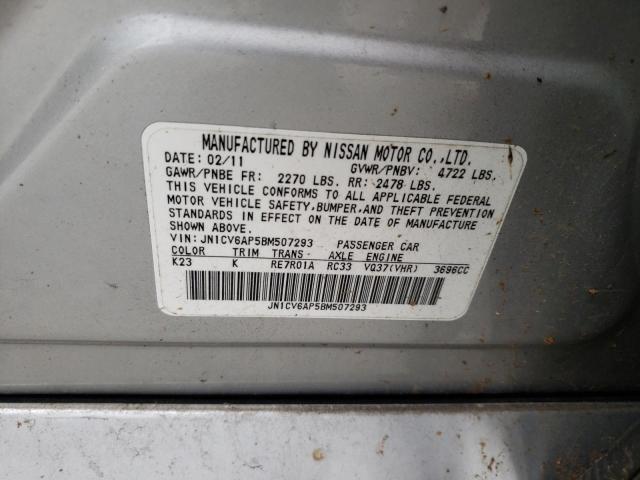 MANUFACTURED BY NISSAN MOTOR CO.,LTD.
DATE: 02/11 GVWR/PNBV: 4722 LBS.
GAWR/PNBE FR: 2270 LBS. RR: 2478 LBS.
THIS VEHICLE CONFORMS TO ALL APPLICABLE FEDERAL
MOTOR VEHICLE SAFETY,BUMPER,AND THEFT PREVENTION
STANDARDS IN EFFECT ON THE DATE OF MANUFACTURE
SHOWN ABOVE.
VIN: JN1CV6AP5BM507293 PASSENGER CAR
COLOR TRIM TRANS· AXLE ENGINE
K23 K RE7R01A RC33 VQ37(VHR) 3696CC
JN1CV6AP5BM507293